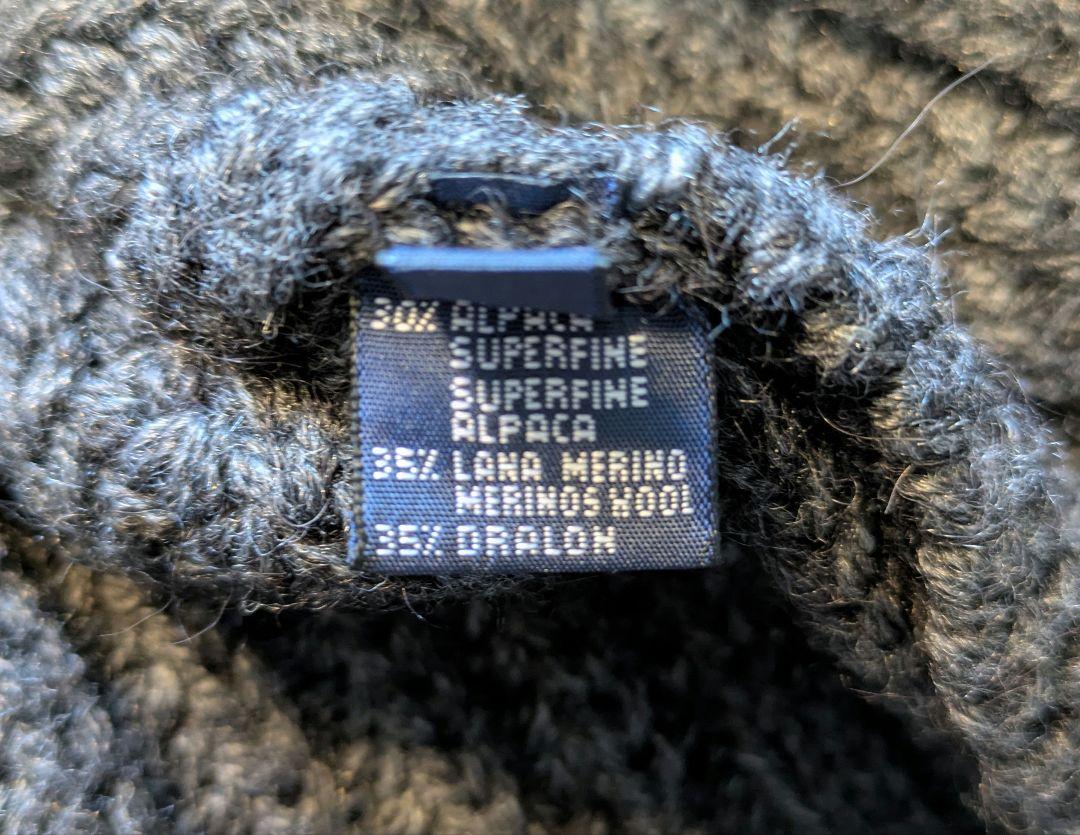 30% ALPACA
SUPERFINE
SUPERFINE
ALPACA
35% LANA MERINO
MERINOS WOOL
35% DRALON